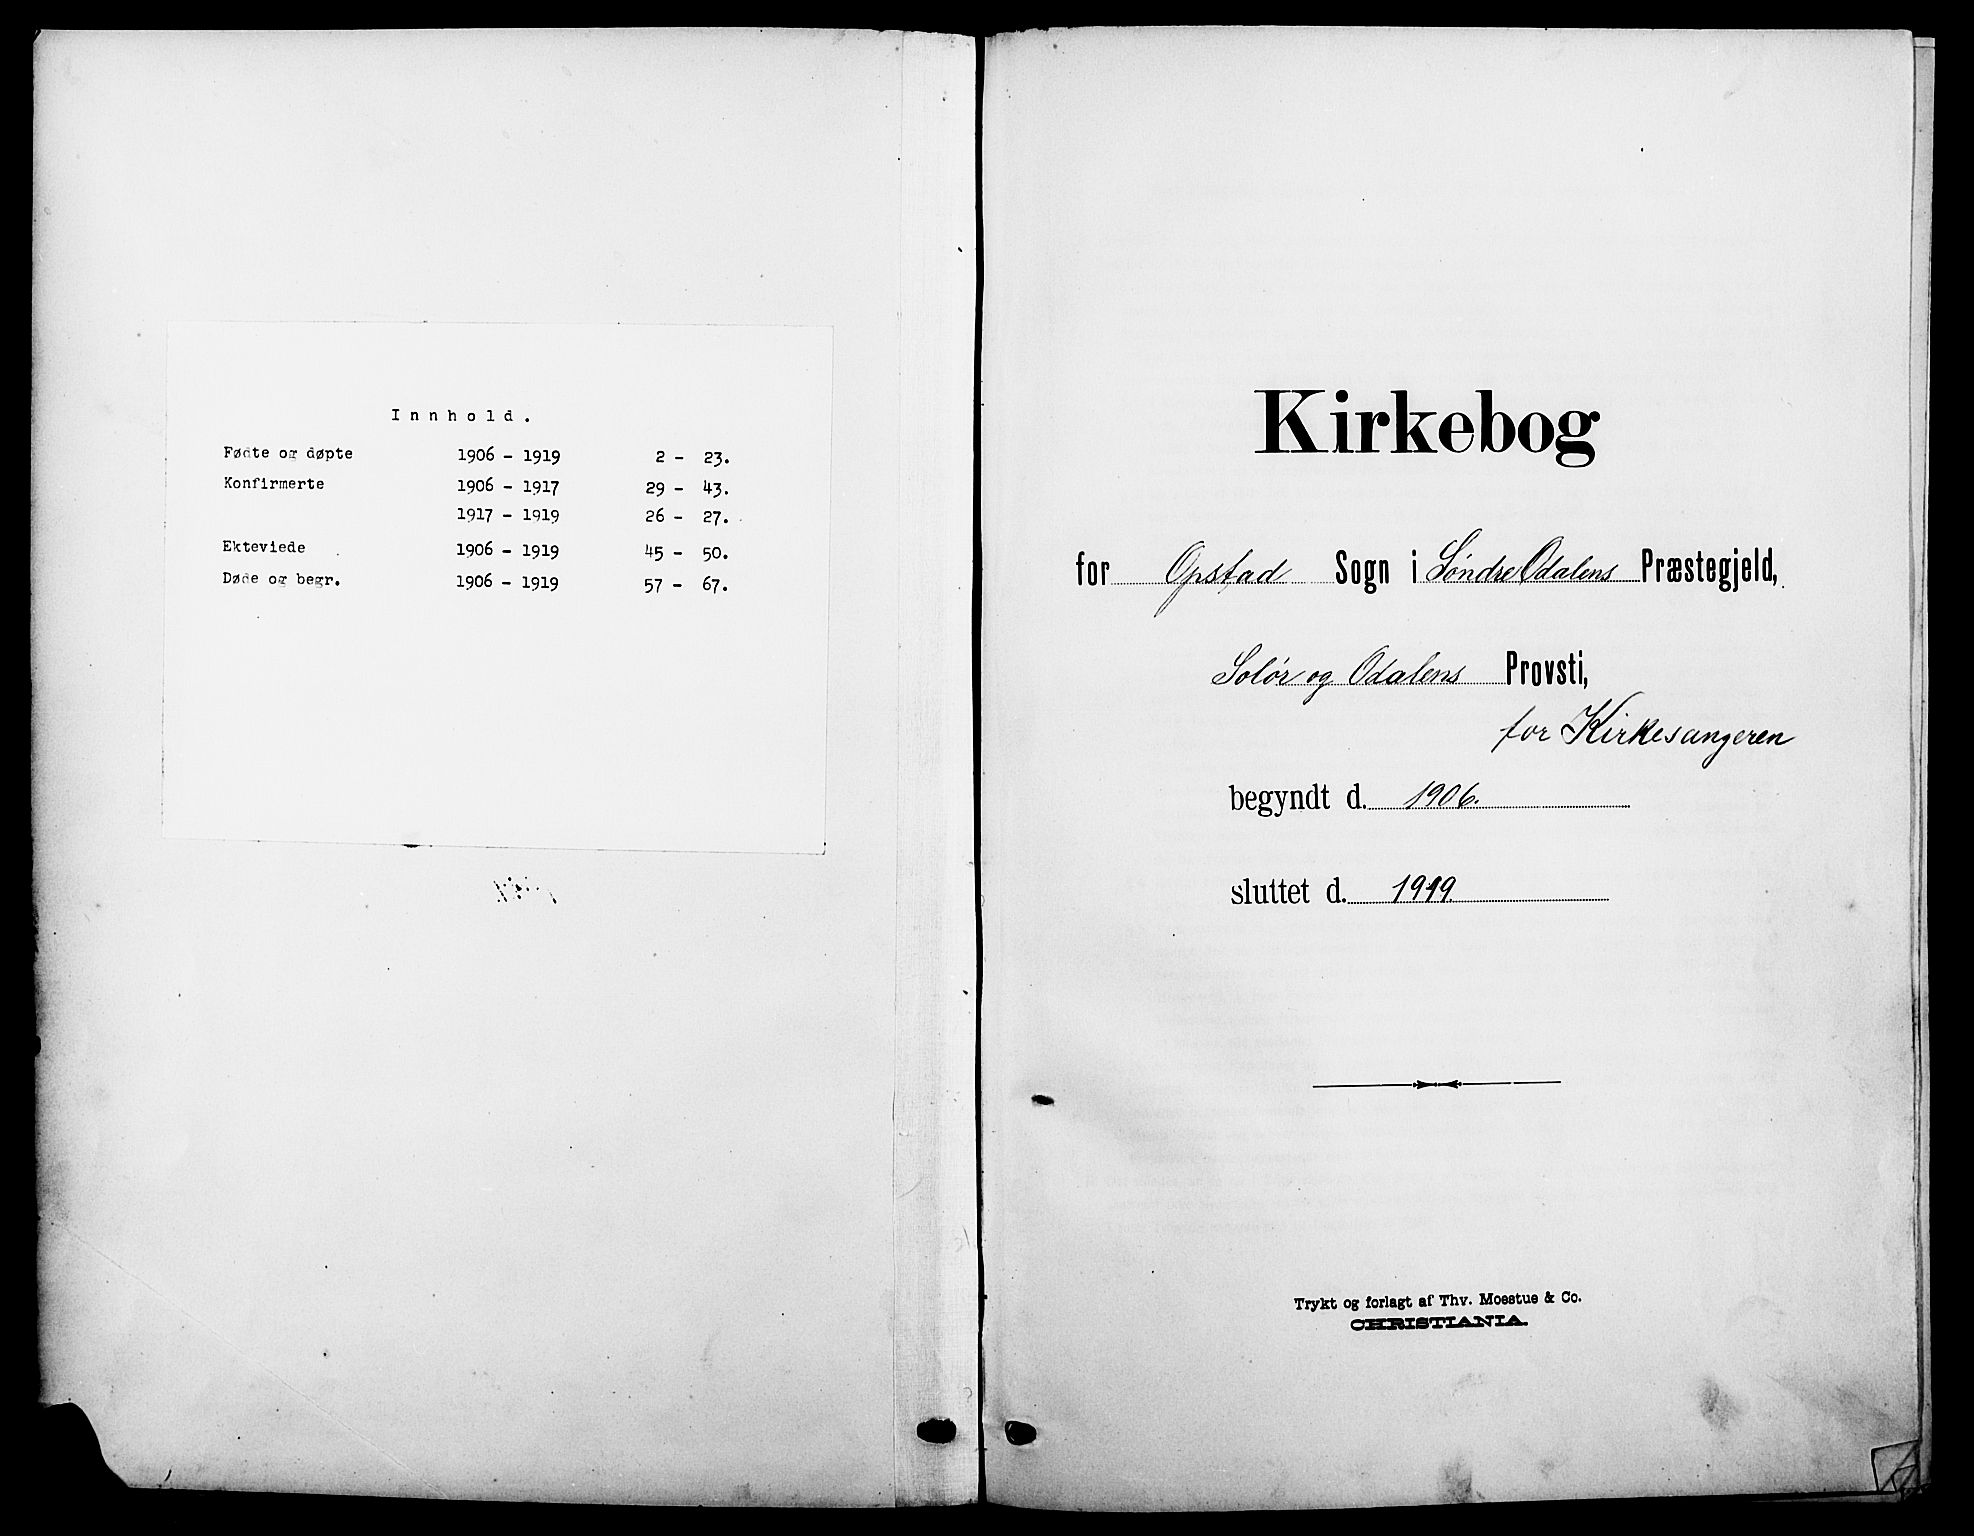 Innhold.
Fødte og døpte 1906 - 1919 2 - 23.
Konfirmerte 1906 - 1917 29 - 43.
1917 - 1919 26 - 27.
Ekteviede 1906 - 1919 45 - 50.
Døde og begr. 1906 - 1919 57 - 67.
Kirkebog
for Opstad Sogn i Søndre Odalens Præstegjeld,
Solør og Odalens Provsti,
for Kirkesangeren
begyndt d. 1906.
sluttet d. 1919.
Trykt og forlagt af Thv. Moestue & Co.
CHRISTIANIA.